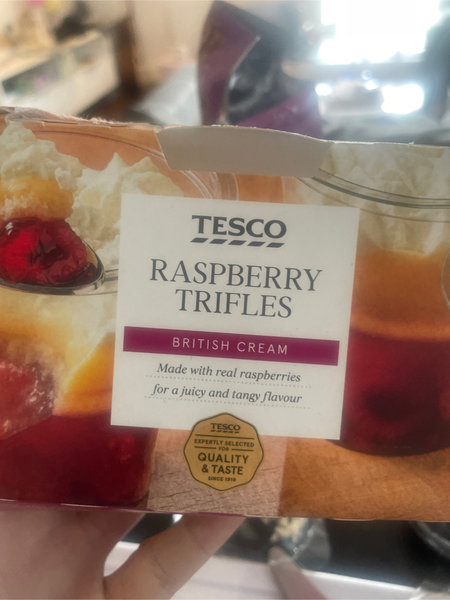 TESCO
RASPBERRY
TRIFLES
BRITISH CREAM
Made with real raspberries
for a juicy and tangy flavour
TESCO
EXPERTLY SELECTED
FOR
QUALITY
& TASTE
SINCE 1919